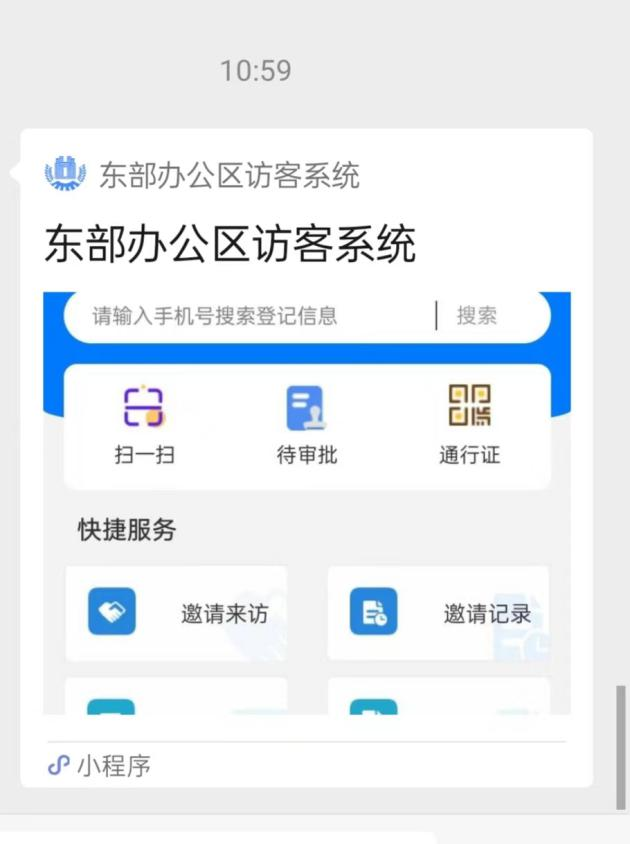 10:59
东部办公区访客系统
东部办公区访客系统
请输入手机号搜索登记信息 搜索
扫一扫 待审批 通行证
快捷服务
邀请来访 邀请记录
小程序